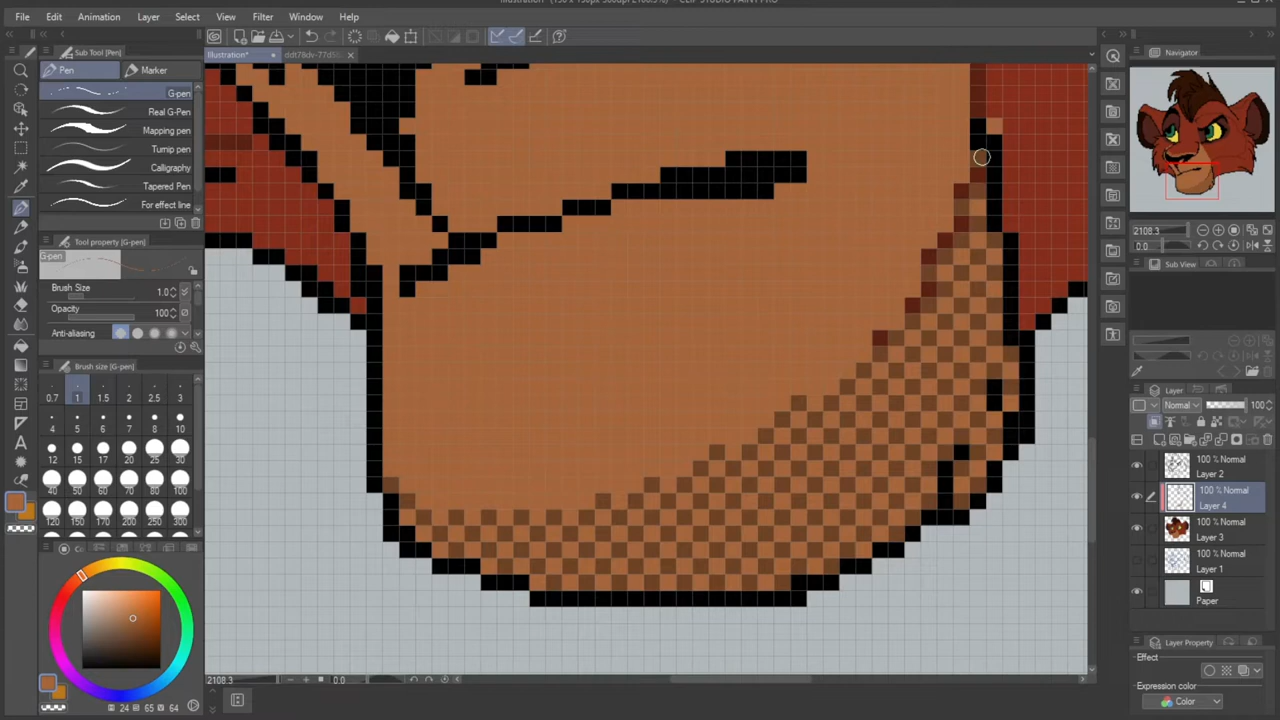 File Edit Animation Layer Select View Filter Window Help
Sub Tool [Pen]
Pen Marker
G-pen
Real G-Pen
Mapping pen
Turnip pen
Calligraphy
Tapered Pen
For effect line
Tool property [G-pen]
G-pen
Brush Size 1.0
Opacity 100
Anti-aliasing
Brush size [G-pen]
0.7 1 1.5 2 2.5 3
4 5 6 7 8 10
12 15 17 20 25 30
40 50 60 70 80 100
120 150 170 200 250 300
24 65 64
Illustration*
2108.3 0.0
Navigator
2108.3
0.0
Sub View
Layer
Normal 100
100 % Normal
Layer 2
100 % Normal
Layer 4
100 % Normal
Layer 3
100 % Normal
Layer 1
Paper
Layer Property
Effect
Expression color
Color